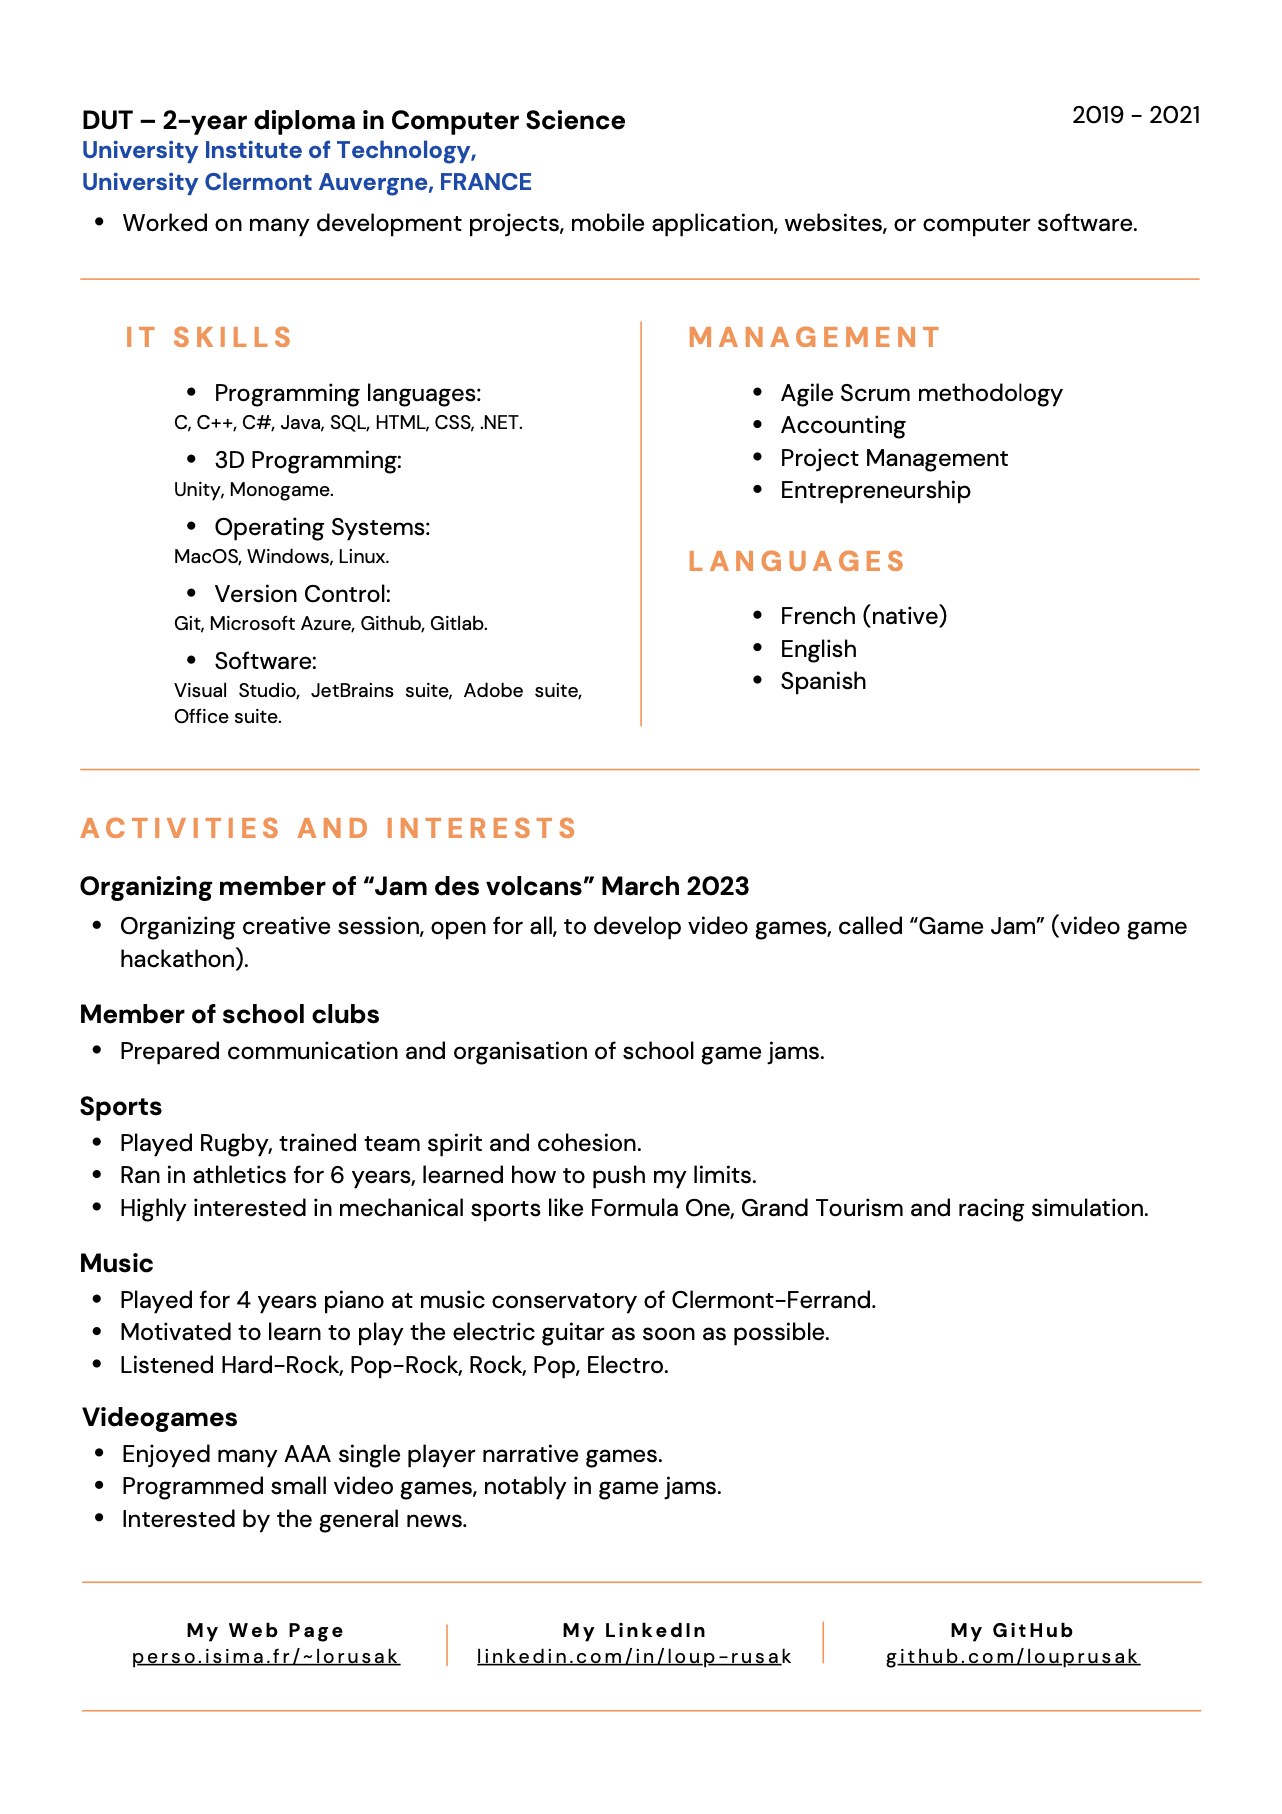 DUT – 2-year diploma in Computer Science
2019 - 2021
University Institute of Technology,
University Clermont Auvergne, FRANCE
• Worked on many development projects, mobile application, websites, or computer software.
IT SKILLS
• Programming languages:
C, C++, C#, Java, SQL, HTML, CSS, .NET.
• 3D Programming:
Unity, Monogame.
• Operating Systems:
MacOS, Windows, Linux.
• Version Control:
Git, Microsoft Azure, Github, Gitlab.
• Software:
Visual Studio, JetBrains suite, Adobe suite,
Office suite.
MANAGEMENT
• Agile Scrum methodology
• Accounting
• Project Management
• Entrepreneurship
LANGUAGES
• French (native)
• English
• Spanish
ACTIVITIES AND INTERESTS
Organizing member of “Jam des volcans” March 2023
• Organizing creative session, open for all, to develop video games, called “Game Jam” (video game
hackathon).
Member of school clubs
• Prepared communication and organisation of school game jams.
Sports
• Played Rugby, trained team spirit and cohesion.
• Ran in athletics for 6 years, learned how to push my limits.
• Highly interested in mechanical sports like Formula One, Grand Tourism and racing simulation.
Music
• Played for 4 years piano at music conservatory of Clermont-Ferrand.
• Motivated to learn to play the electric guitar as soon as possible.
• Listened Hard-Rock, Pop-Rock, Rock, Pop, Electro.
Videogames
• Enjoyed many AAA single player narrative games.
• Programmed small video games, notably in game jams.
• Interested by the general news.
My Web Page
perso.isima.fr/~lorusak
My LinkedIn
linkedin.com/in/loup-rusak
My GitHub
github.com/louprusak